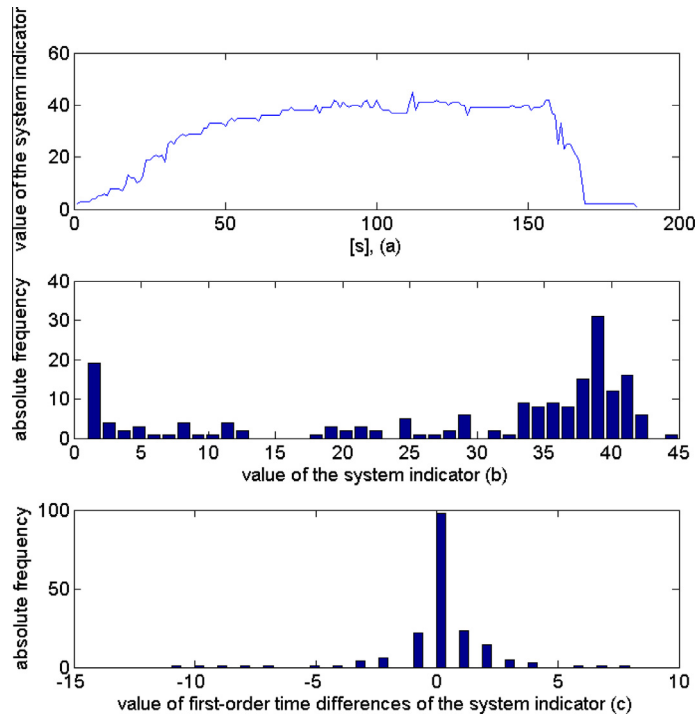 value of the system indicator
60
40
20
0
0 50 100 150 200
[s], (a)
absolute frequency
40
30
20
10
0
0 5 10 15 20 25 30 35 40 45
value of the system indicator (b)
absolute frequency
100
50
0
-15 -10 -5 0 5 10
value of first-order time differences of the system indicator (c)